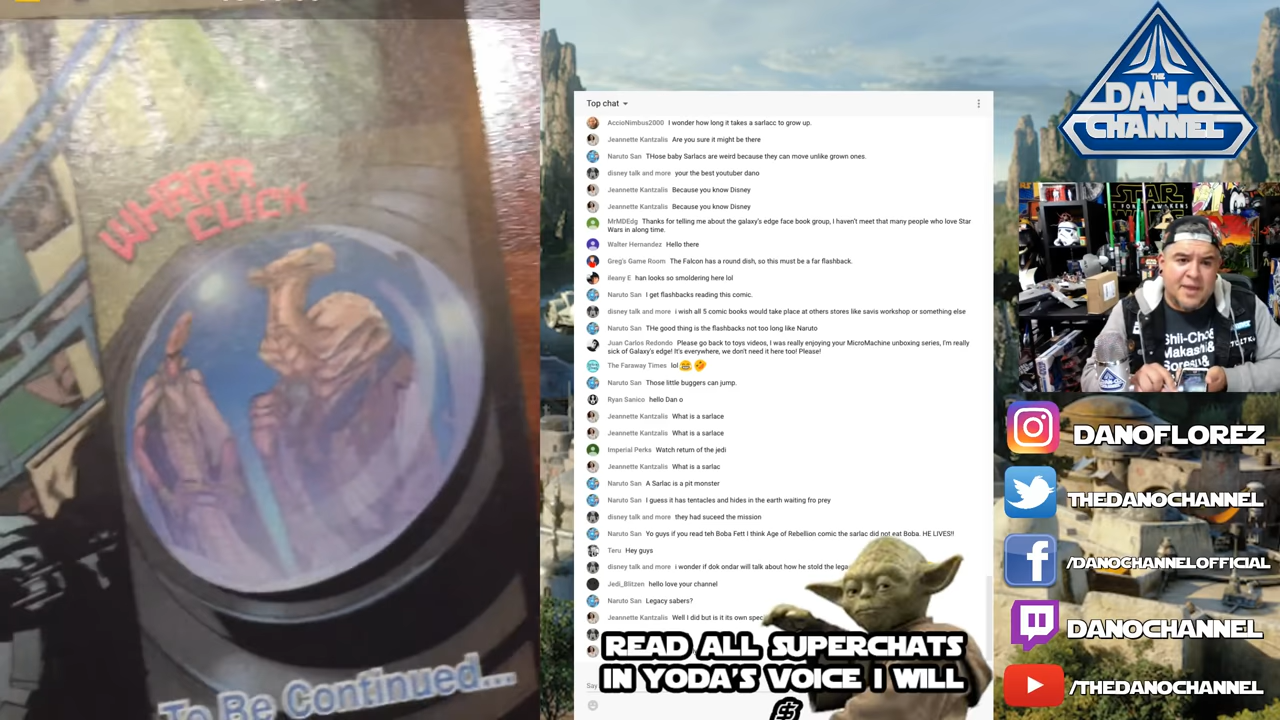 To Be Continued...
Top chat
AccioNimbus2000 I wonder how long it takes a sarlacc to grow up.
Jeannette Kantzalis Are you sure it might be there
Naruto San THose baby Sarlacs are weird because they can move unlike grown ones.
disney talk and more your the best youtuber dano
Jeannette Kantzalis Because you know Disney
Jeannette Kantzalis Because you know Disney
MrMDEdg Thanks for telling me about the galaxy's edge face book group, I haven't meet that many people who love Star
Wars in along time.
Walter Hernandez Hello there
Greg's Game Room The Falcon has a round dish, so this must be a far flashback.
ileany E han looks so smoldering here lol
Naruto San I get flashbacks reading this comic.
disney talk and more i wish all 5 comic books would take place at others stores like savis workshop or something else
Naruto San THe good thing is the flashbacks not too long like Naruto
Juan Carlos Redondo Please go back to toys videos, I was really enjoying your MicroMachine unboxing series, I'm really
sick of Galaxy's edge! It's everywhere, we don't need it here too! Please!
The Faraway Times lol
Naruto San Those little buggers can jump.
Ryan Sanico hello Dan o
Jeannette Kantzalis What is a sarlace
Jeannette Kantzalis What is a sarlace
Imperial Perks Watch return of the jedi
Jeannette Kantzalis What is a sarlac
Naruto San A Sarlac is a pit monster
Naruto San I guess it has tentacles and hides in the earth waiting fro prey
disney talk and more they had suceed the mission
Naruto San Yo guys if you read teh Boba Fett I think Age of Rebellion comic the sarlac did not eat Boba. HE LIVES!!
Teru Hey guys
disney talk and more i wonder if dok ondar will talk about how he stold the lega
Jedi_Blitzen hello love your channel
Naruto San Legacy sabers?
Jeannette Kantzalis Well I did but is it its own spec
READ ALL SUPERCHATS
IN YODA'S VOICE I WILL
$
Say
THE
DAN-O
CHANNEL
STAR
WARS
Shii-Cho
Makashi
Soresu
DANOFLOREZ
THEDANOCHANNEL
/DANOCHANNELOFFICIAL
DANOCHANNEL
/THEDANOCHANNEL